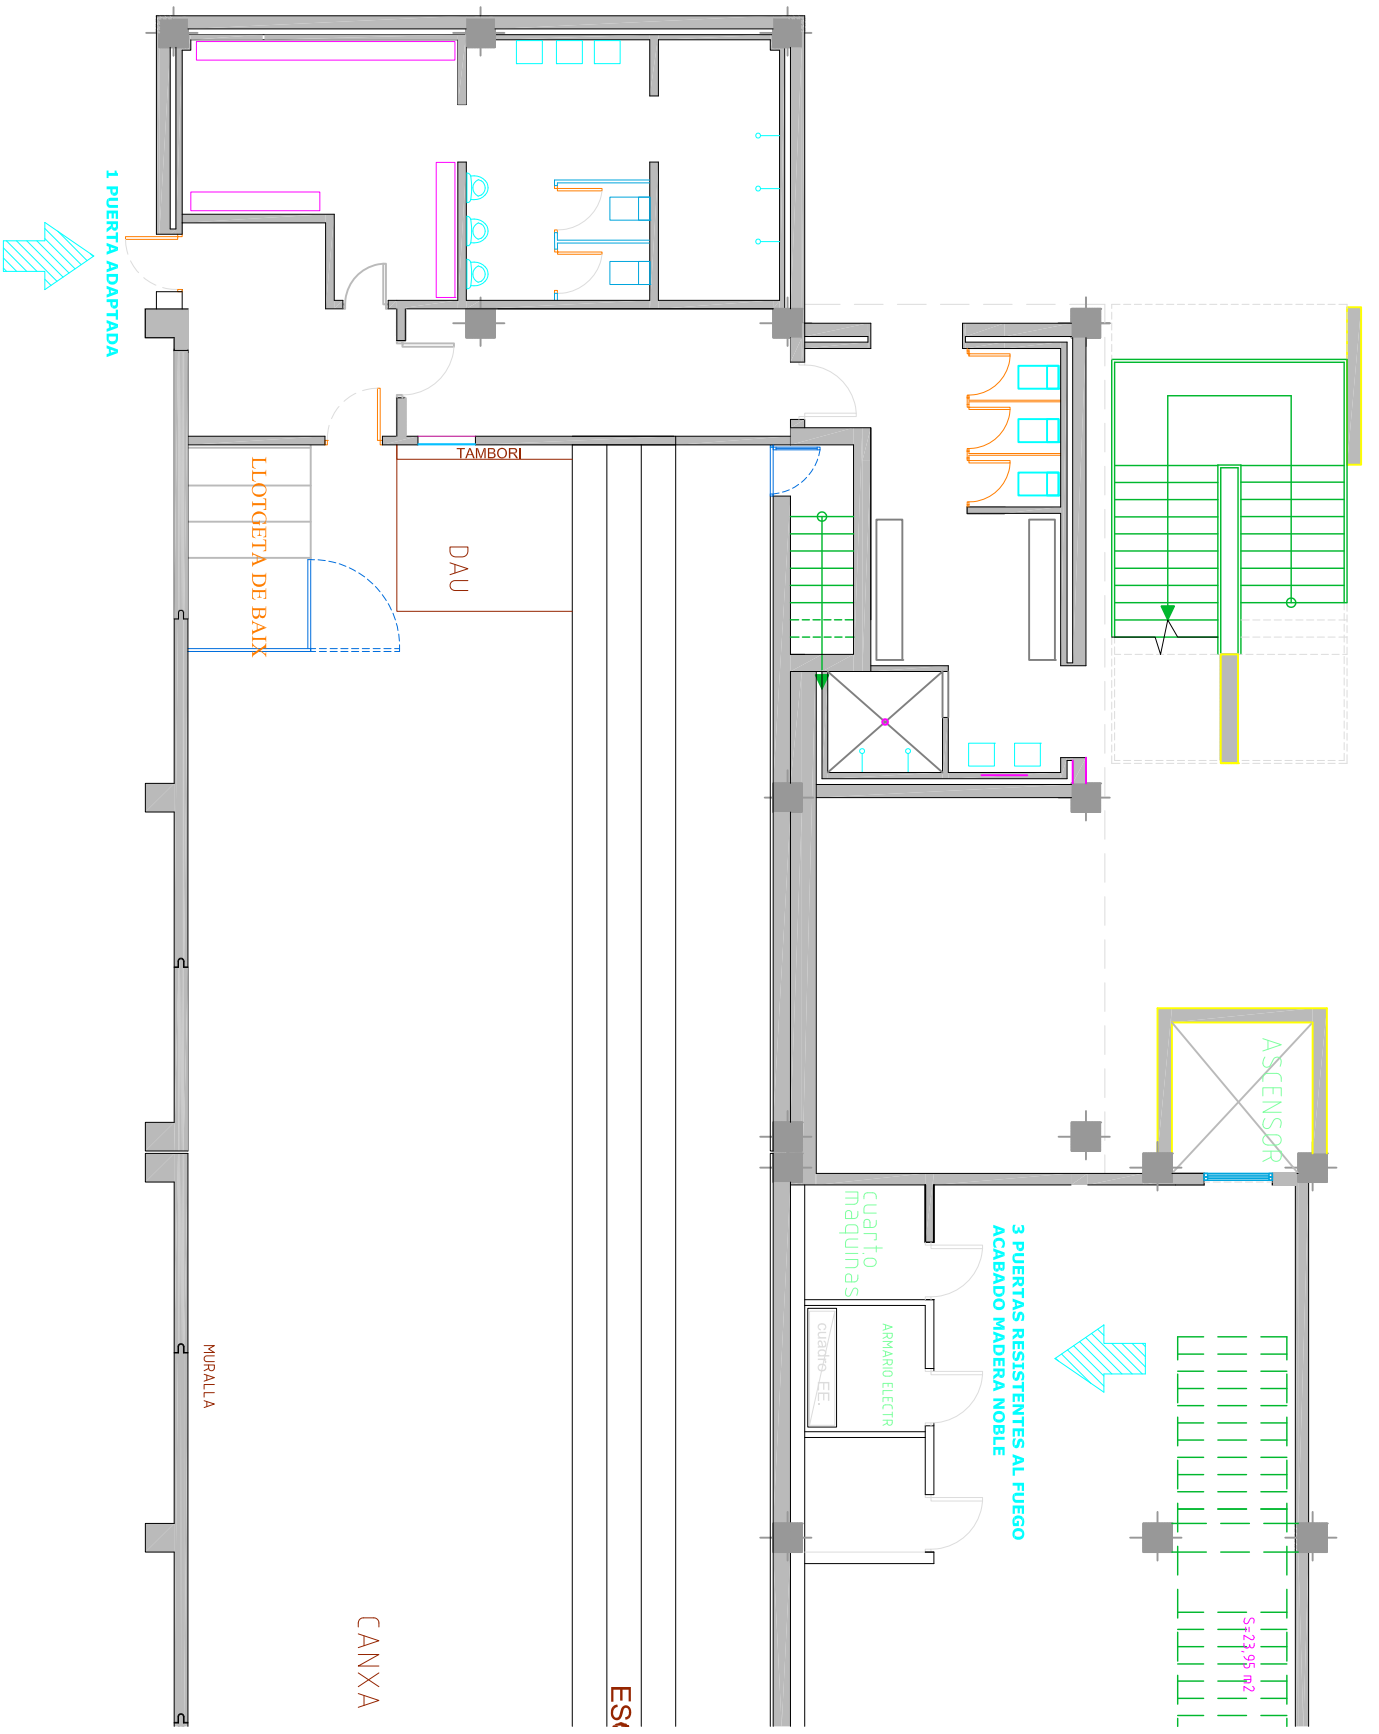 1 PUERTA ADAPTADA
TAMBORI
LLOTGETA DE BAIX
DAU
ASCENSOR
cuarto
maquinas
3 PUERTAS RESISTENTES AL FUEGO
ACABADO MADERA NOBLE
ARMARIO ELECTR
cuadro EE.
MURALLA
CANXA
S=23,95 m2